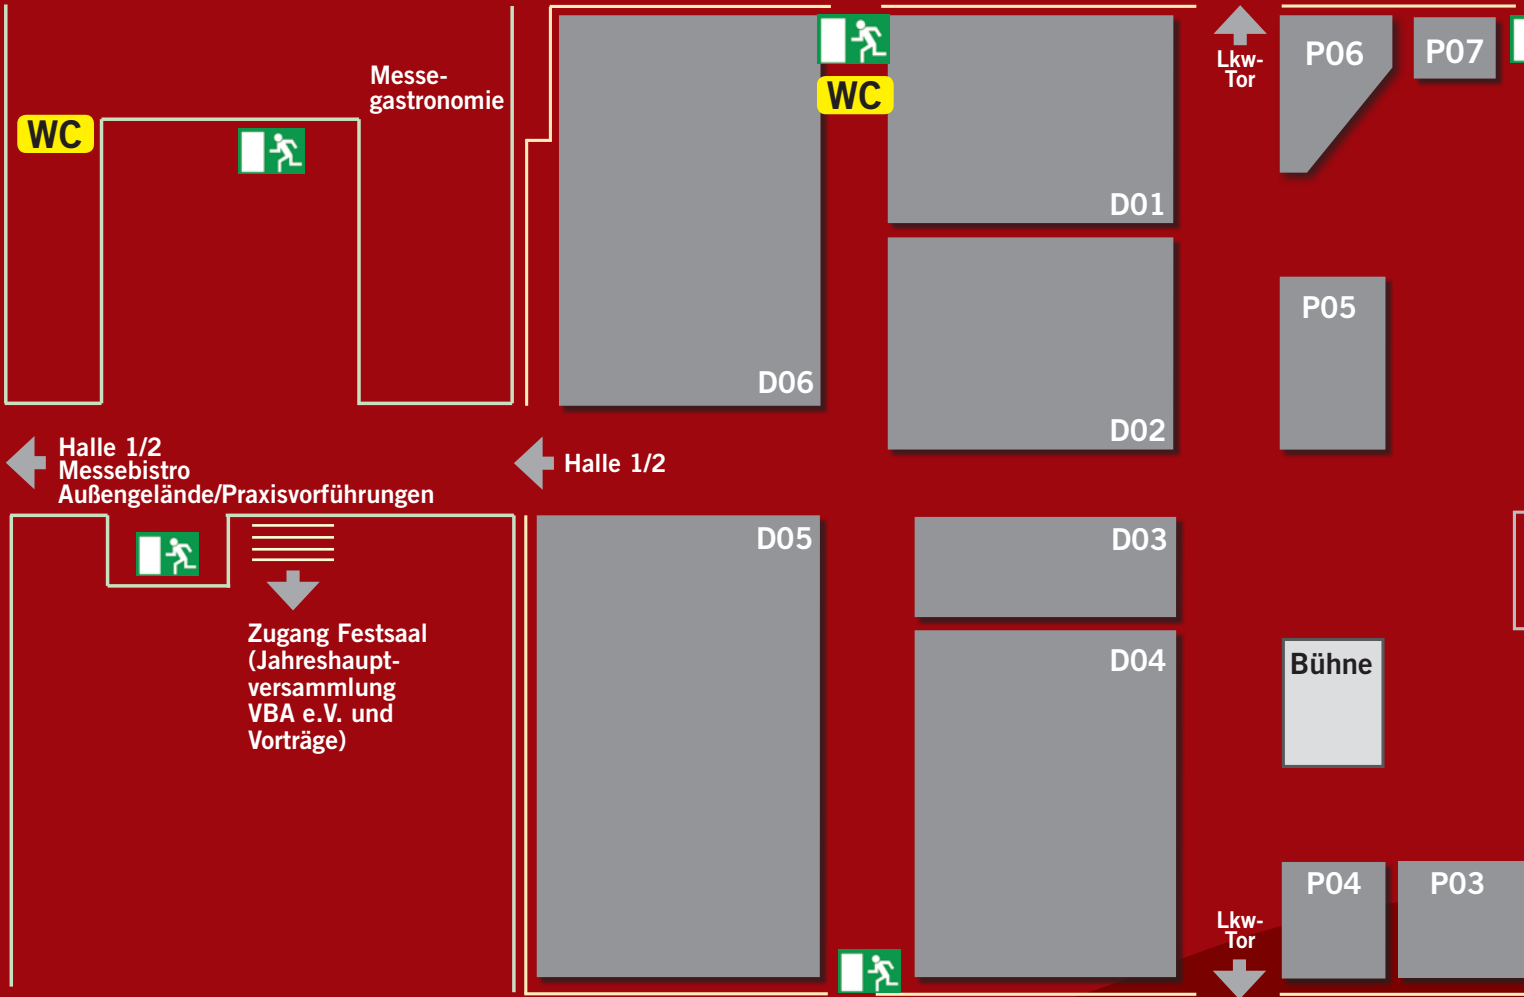 Messe-
gastronomie
WC
WC
D06
D01
D02
Lkw-
Tor
P06
P07
P05
Halle 1/2
Messebistro
Außengelände/Praxisvorführungen
Halle 1/2
Zugang Festsaal
(Jahreshaupt-
versammlung
VBA e.V. und
Vorträge)
D05
D03
D04
Bühne
P04
P03
Lkw-
Tor